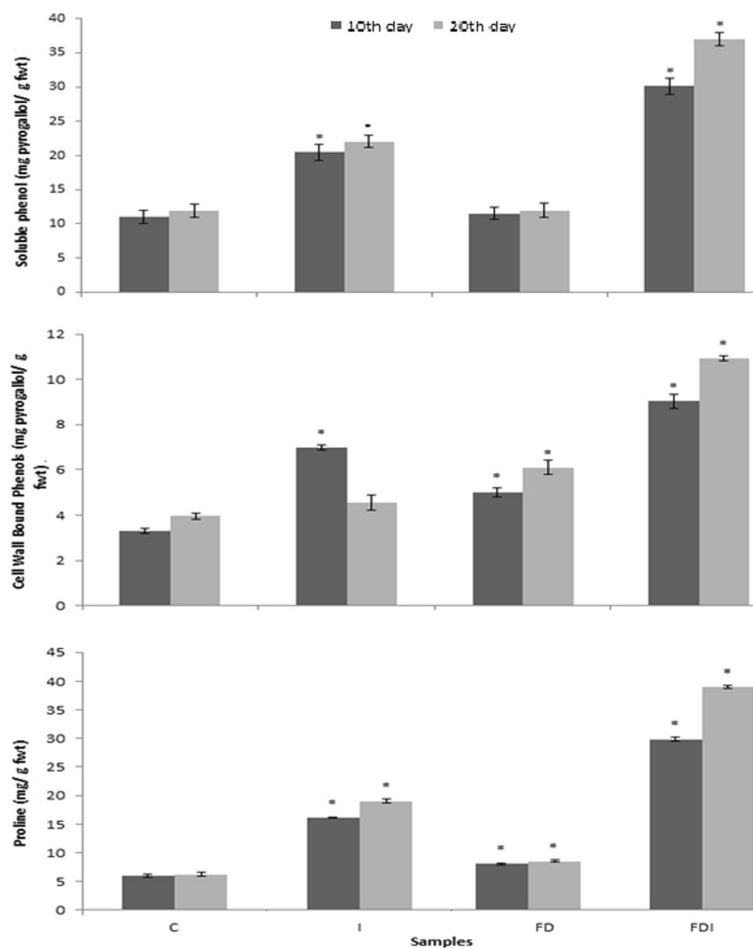 10th day 20th day
Soluble phenol (mg pyrogallol/ g fwt)
40
35
30
25
20
15
10
5
0
* * * *
Cell Wall Bound Phenols (mg pyrogallol/ g
fwt).
12
10
8
6
4
2
0
* * * * *
Proline (mg/ g fwt)
45
40
35
30
25
20
15
10
5
0
* * * * * *
C I FD FDI
Samples